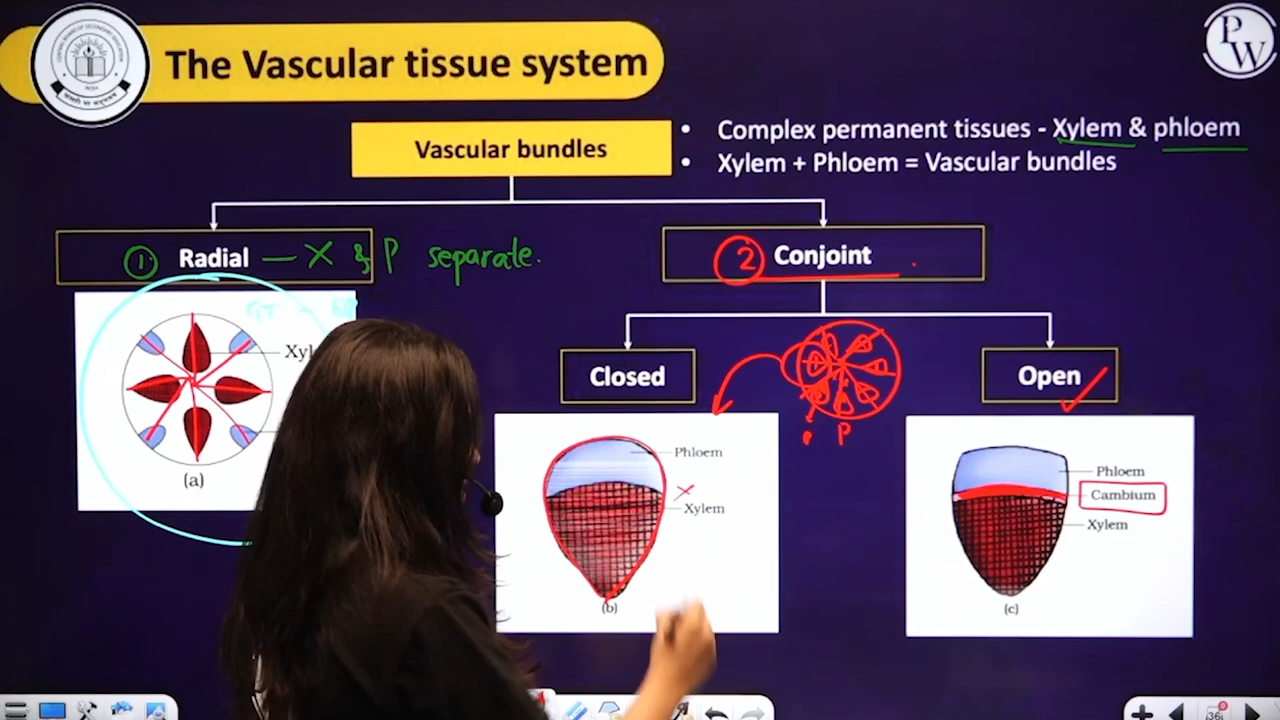 The Vascular tissue system
PW
Vascular bundles
• Complex permanent tissues - Xylem & phloem
• Xylem + Phloem = Vascular bundles
① Radial — X & P separate.
② Conjoint
Closed
Open
P
Xyl
(a)
Phloem
Xylem
(b)
Phloem
Cambium
Xylem
(c)
36